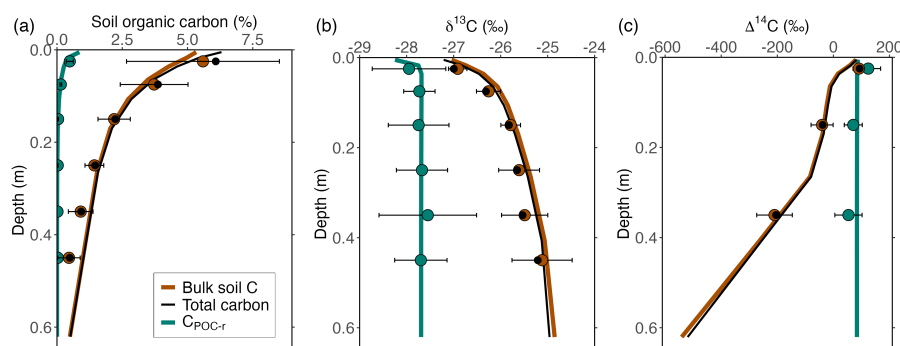 (a) Soil organic carbon (%)
0.0 2.5 5.0 7.5
0.0
0.2
0.4
0.6
Depth (m)
Bulk soil C
Total carbon
C_POC-r
(b) δ¹³C (‰)
-29 -28 -27 -26 -25 -24
0.0
0.2
0.4
0.6
Depth (m)
(c) Δ¹⁴C (‰)
-600 -400 -200 0 200
0.0
0.2
0.4
0.6
Depth (m)